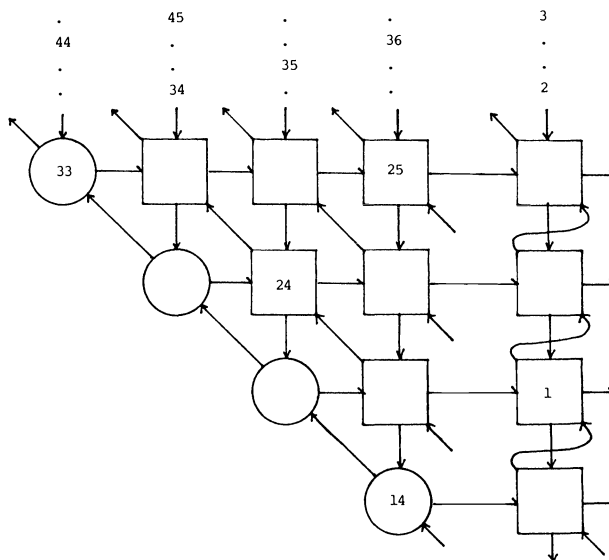 . 45 . . 3
44 . . 36 .
. . 35 . .
. 34 . . 2
33 25
24
1
14